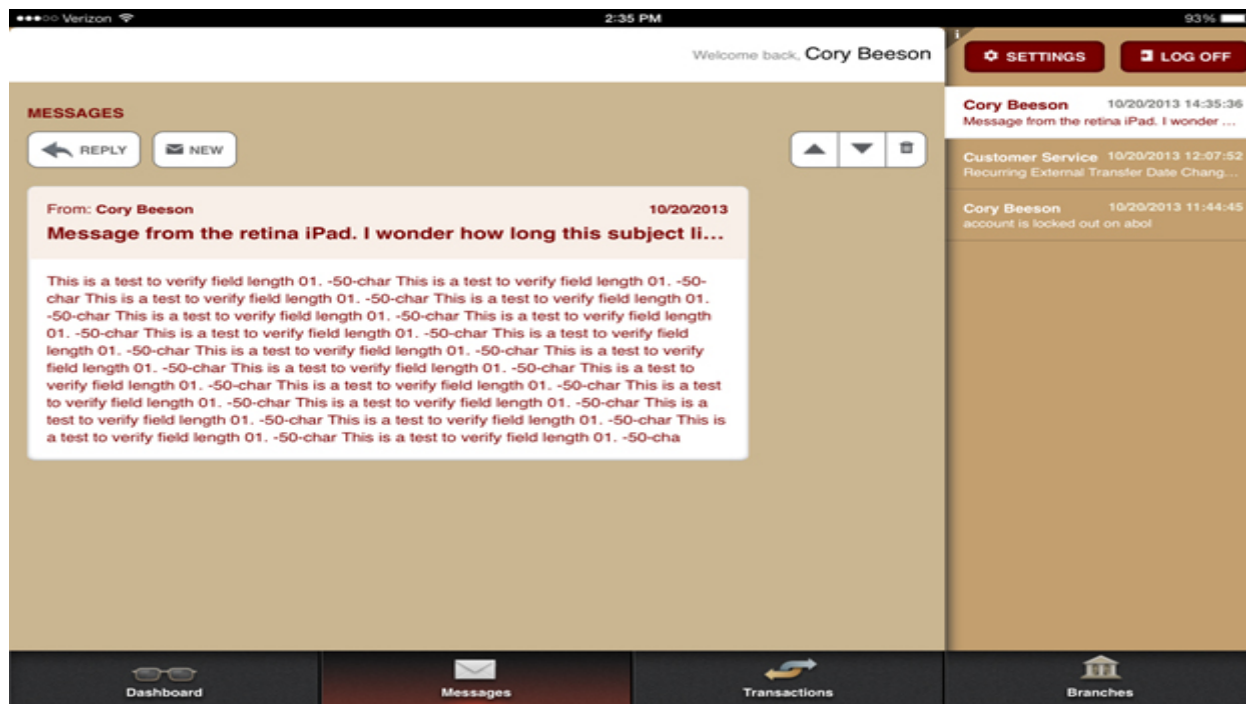 Verizon 2:35 PM 93%
Welcome back, Cory Beeson
SETTINGS LOG OFF
MESSAGES
REPLY NEW
From: Cory Beeson 10/20/2013
Message from the retina iPad. I wonder how long this subject li...
This is a test to verify field length 01. -50-char This is a test to verify field length 01. -50-
char This is a test to verify field length 01. -50-char This is a test to verify field length 01.
-50-char This is a test to verify field length 01. -50-char This is a test to verify field length
01. -50-char This is a test to verify field length 01. -50-char This is a test to verify field
length 01. -50-char This is a test to verify field length 01. -50-char This is a test to verify
field length 01. -50-char This is a test to verify field length 01. -50-char This is a test to
verify field length 01. -50-char This is a test to verify field length 01. -50-char This is a test
to verify field length 01. -50-char This is a test to verify field length 01. -50-char This is a
test to verify field length 01. -50-char This is a test to verify field length 01. -50-char This is
a test to verify field length 01. -50-char This is a test to verify field length 01. -50-cha
Cory Beeson 10/20/2013 14:35:36
Message from the retina iPad. I wonder ...
Customer Service 10/20/2013 12:07:52
Recurring External Transfer Date Chang...
Cory Beeson 10/20/2013 11:44:45
account is locked out on abol
Dashboard Messages Transactions Branches